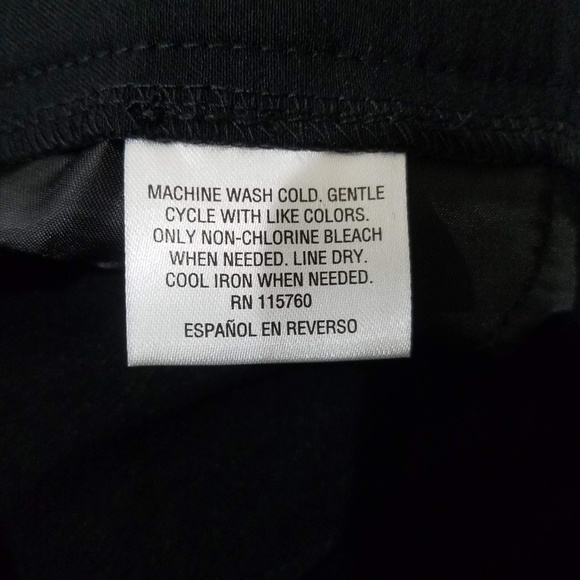 MACHINE WASH COLD. GENTLE
CYCLE WITH LIKE COLORS.
ONLY NON-CHLORINE BLEACH
WHEN NEEDED. LINE DRY.
COOL IRON WHEN NEEDED.
RN 115760
ESPAÑOL EN REVERSO